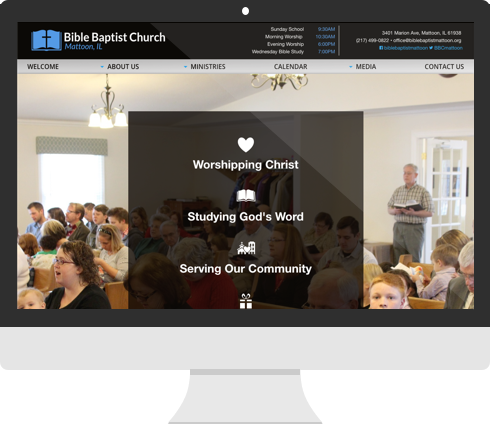 Bible Baptist Church
Mattoon, IL
Sunday School 9:30AM
Morning Worship 10:30AM
Evening Worship 6:00PM
Wednesday Bible Study 7:00PM
3401 Marion Ave, Mattoon, IL 61938
(217) 499-0822 • office@biblebaptistmattoon.org
biblebaptistmattoon BBCmattoon
WELCOME
ABOUT US
MINISTRIES
CALENDAR
MEDIA
CONTACT US
Worshipping Christ
Studying God's Word
Serving Our Community